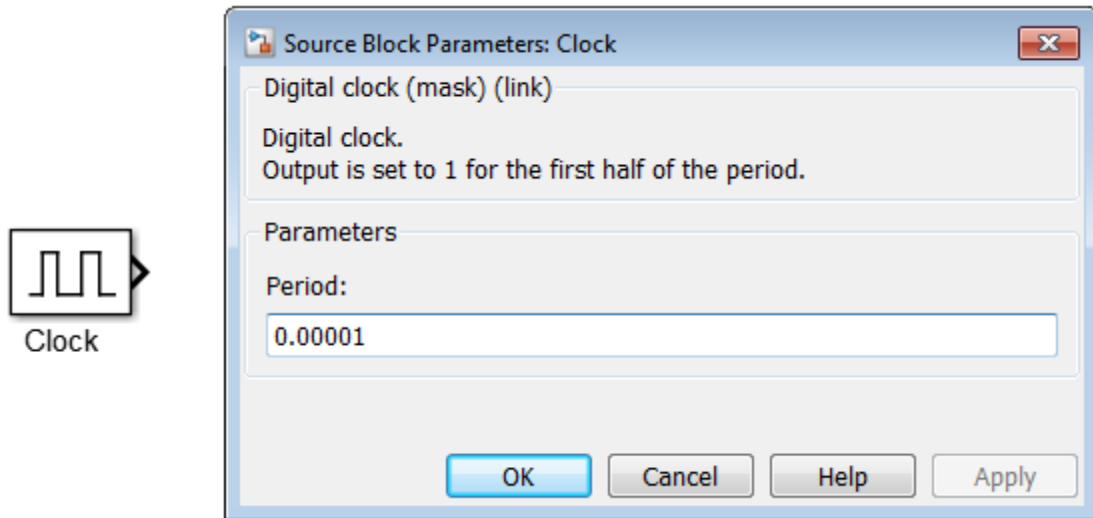 Source Block Parameters: Clock
Digital clock (mask) (link)
Digital clock.
Output is set to 1 for the first half of the period.
Parameters
Period:
0.00001
Clock
OK Cancel Help Apply